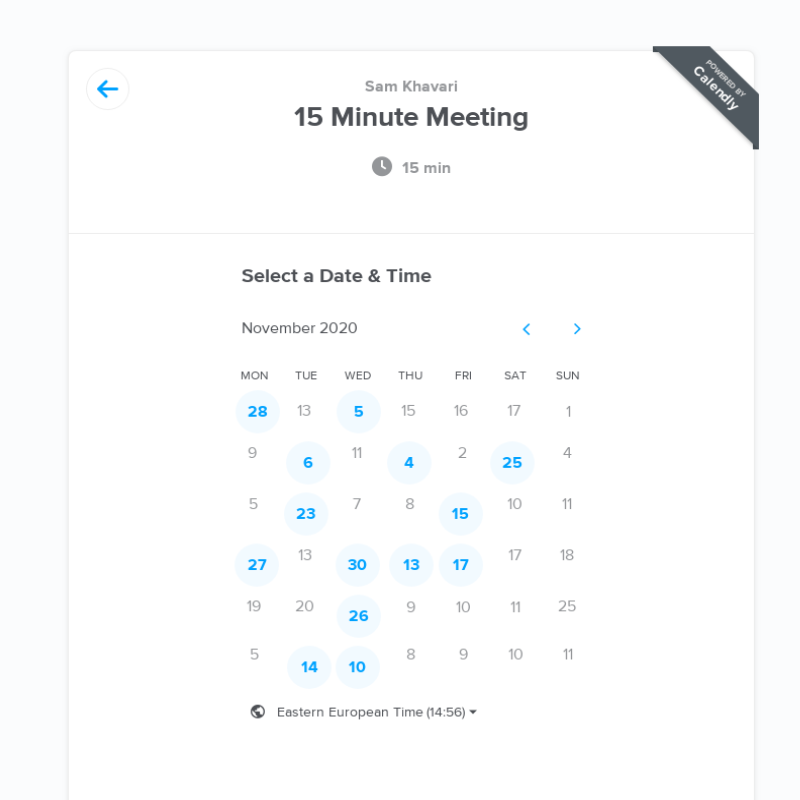 POWERED BY
Calendly
Sam Khavari
15 Minute Meeting
15 min
Select a Date & Time
November 2020
MON TUE WED THU FRI SAT SUN
28 13 5 15 16 17 1
9 6 11 4 2 25 4
5 23 7 8 15 10 11
27 13 30 13 17 17 18
19 20 26 9 10 11 25
5 14 10 8 9 10 11
Eastern European Time (14:56)